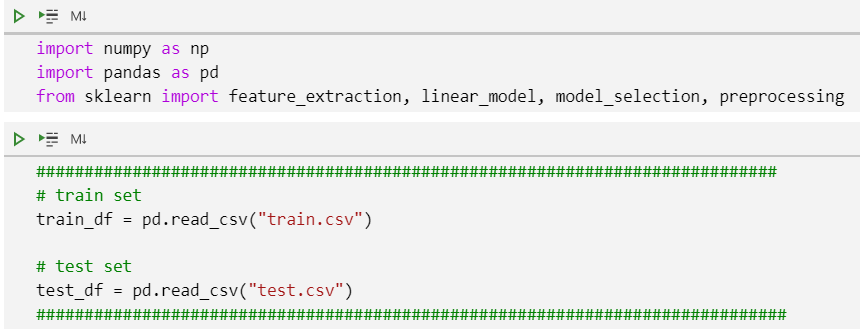 M↓
import numpy as np
import pandas as pd
from sklearn import feature_extraction, linear_model, model_selection, preprocessing
M↓
#############################################################################
# train set
train_df = pd.read_csv("train.csv")
# test set
test_df = pd.read_csv("test.csv")
##############################################################################